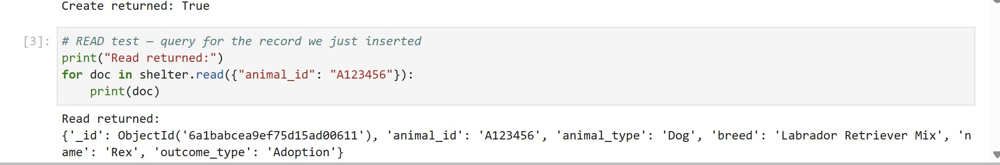 Create returned: True
[3]:
# READ test — query for the record we just inserted
print("Read returned:")
for doc in shelter.read({"animal_id": "A123456"}):
    print(doc)
Read returned:
{'_id': ObjectId('6a1babcea9ef75d15ad00611'), 'animal_id': 'A123456', 'animal_type': 'Dog', 'breed': 'Labrador Retriever Mix', 'n
ame': 'Rex', 'outcome_type': 'Adoption'}